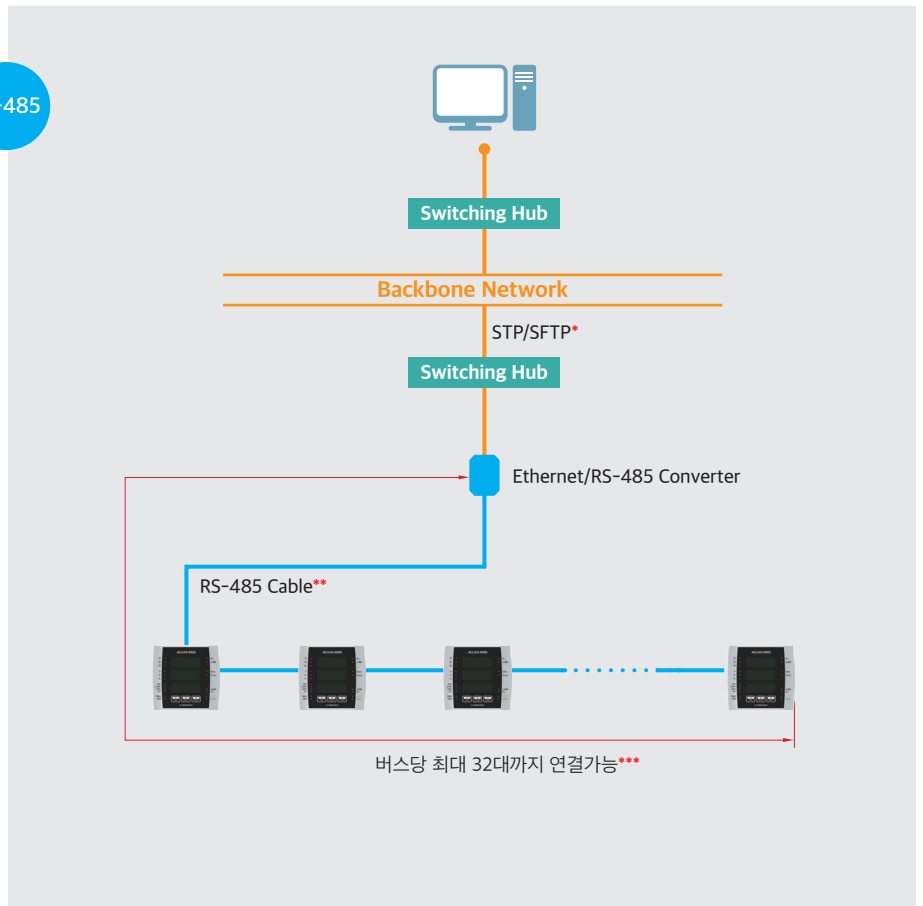 -485
Switching Hub
Backbone Network
STP/SFTP*
Switching Hub
Ethernet/RS-485 Converter
RS-485 Cable**
버스당 최대 32대까지 연결가능***